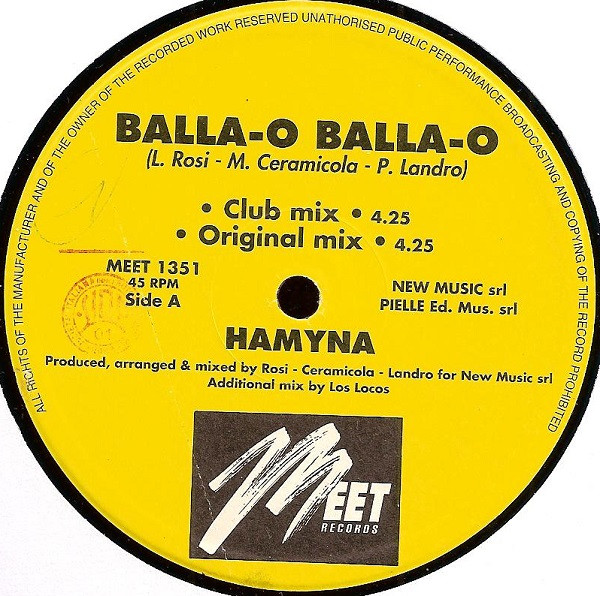 ALL RIGHTS OF THE MANUFACTURER AND OF THE OWNER OF THE RECORDED WORK RESERVED UNATHORISED PUBLIC PERFORMANCE BROADCASTING AND COPYING OF THE RECORD PROHIBITED
BALLA-O BALLA-O
(L. Rosi - M. Ceramicola - P. Landro)
• Club mix • 4.25
• Original mix • 4.25
MEET 1351
45 RPM
Side A
NEW MUSIC srl
PIELLE Ed. Mus. srl
HAMYNA
Produced, arranged & mixed by Rosi - Ceramicola - Landro for New Music srl
Additional mix by Los Locos
MEET
RECORDS